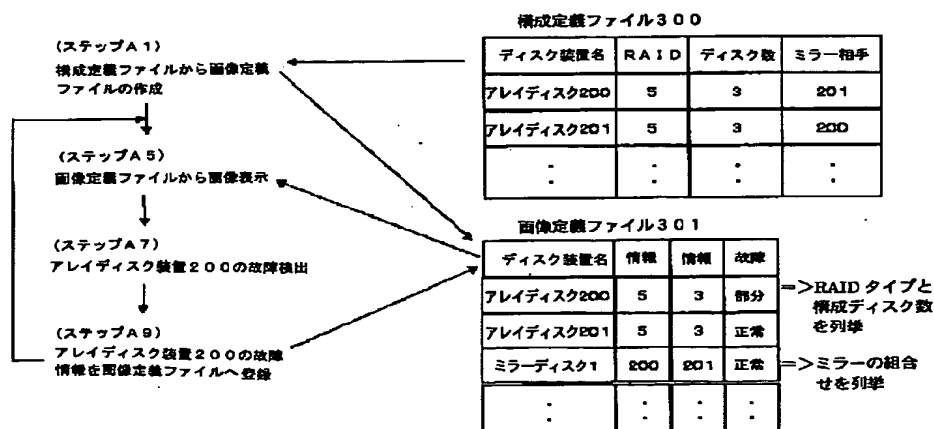 構成定義ファイル300
ディスク装置名 RAID ディスク数 ミラー相手
アレイディスク200 5 3 201
アレイディスク201 5 3 200
: : : :
(ステップA1)
構成定義ファイルから画像定義
ファイルの作成
(ステップA5)
画像定義ファイルから画像表示
(ステップA7)
アレイディスク装置200の故障検出
(ステップA9)
アレイディスク装置200の故障
情報を画像定義ファイルへ登録
画像定義ファイル301
ディスク装置名 情報 情報 故障
アレイディスク200 5 3 部分
アレイディスク201 5 3 正常
ミラーディスク1 200 201 正常
: : : :
=>RAIDタイプと
構成ディスク数
を列挙
=>ミラーの組合
せを列挙